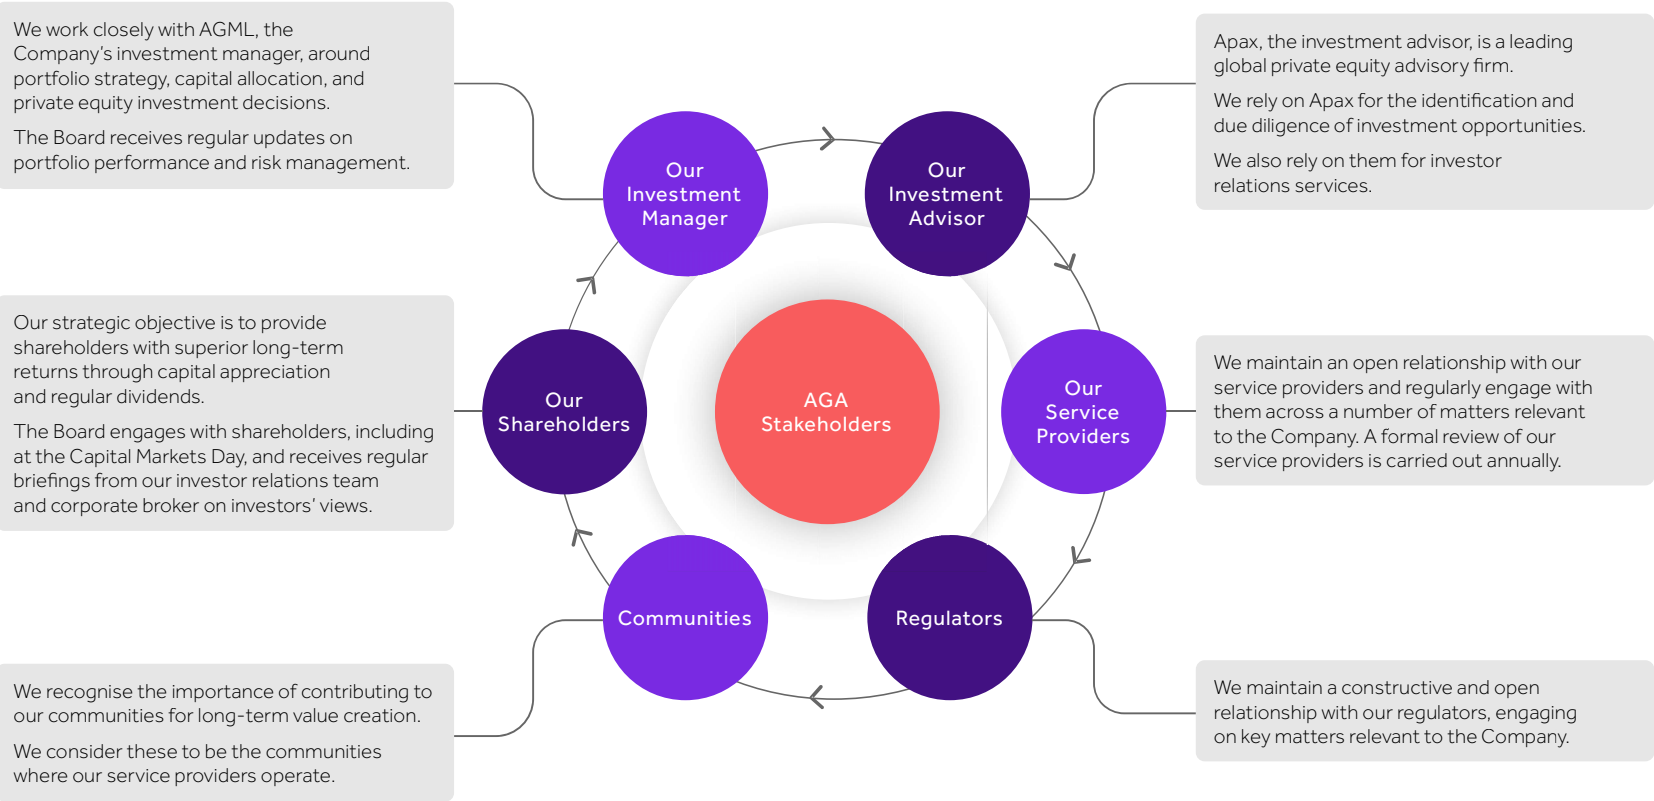 We work closely with AGML, the
Company's investment manager, around
portfolio strategy, capital allocation, and
private equity investment decisions.
The Board receives regular updates on
portfolio performance and risk management.
Our
Investment
Manager
Our
Investment
Advisor
Apax, the investment advisor, is a leading
global private equity advisory firm.
We rely on Apax for the identification and
due diligence of investment opportunities.
We also rely on them for investor
relations services.
Our strategic objective is to provide
shareholders with superior long-term
returns through capital appreciation
and regular dividends.
The Board engages with shareholders, including
at the Capital Markets Day, and receives regular
briefings from our investor relations team
and corporate broker on investors' views.
Our
Shareholders
AGA
Stakeholders
Our
Service
Providers
We maintain an open relationship with our
service providers and regularly engage with
them across a number of matters relevant
to the Company. A formal review of our
service providers is carried out annually.
Communities
Regulators
We recognise the importance of contributing to
our communities for long-term value creation.
We consider these to be the communities
where our service providers operate.
We maintain a constructive and open
relationship with our regulators, engaging
on key matters relevant to the Company.